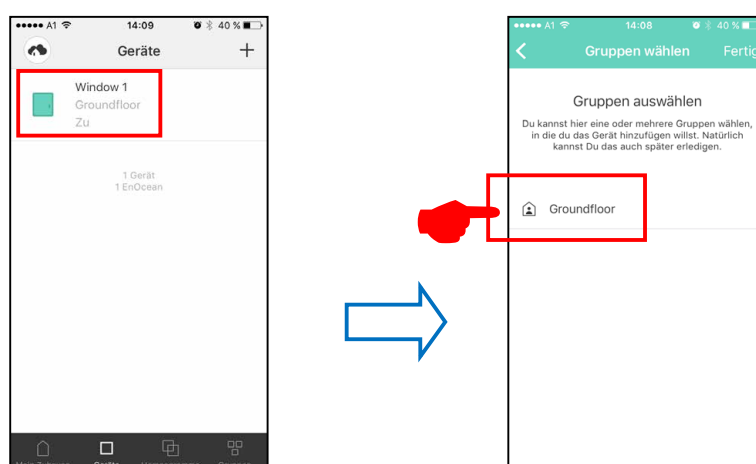 A1 14:09 40 %
Geräte +
Window 1
Groundfloor
Zu
1 Gerät
1 EnOcean
Geräte
A1 14:08 40 %
Gruppen wählen Fertig
Gruppen auswählen
Du kannst hier eine oder mehrere Gruppen wählen,
in die du das Gerät hinzufügen willst. Natürlich
kannst Du das auch später erledigen.
Groundfloor